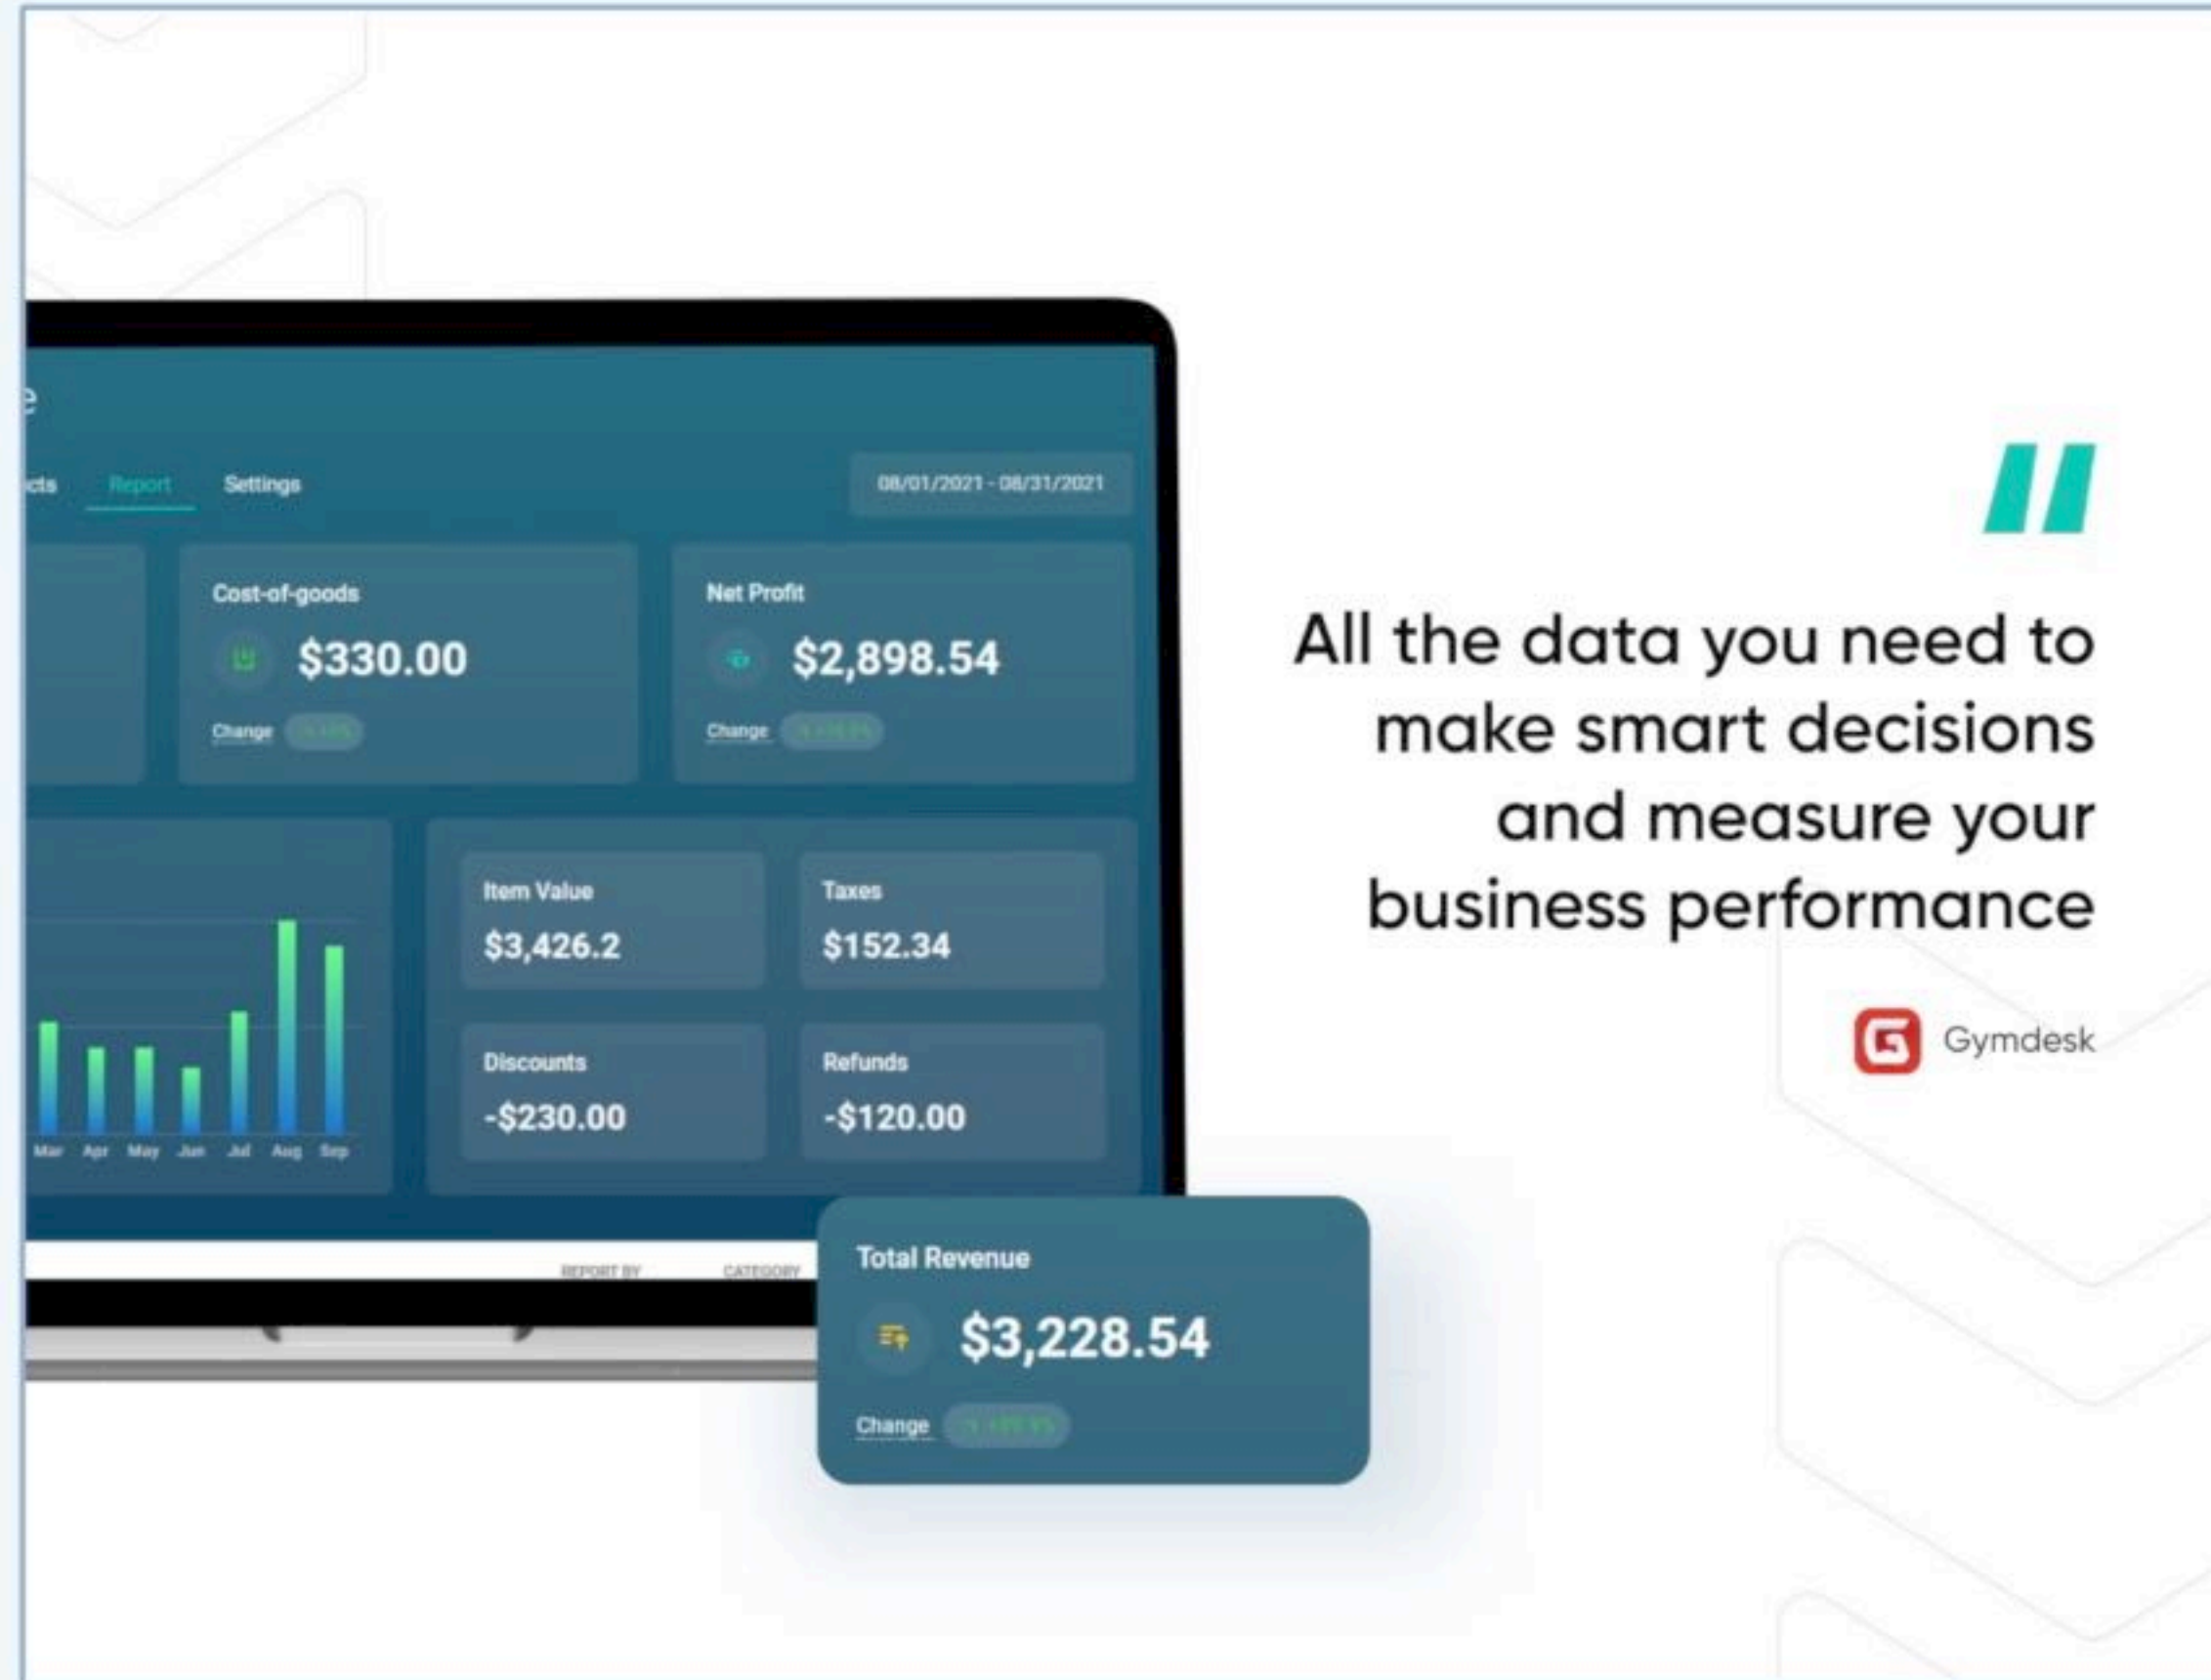 Report Settings 08/01/2021 - 08/31/2021
Cost-of-goods
$330.00
Change
Net Profit
$2,898.54
Change
Item Value
$3,426.2
Taxes
$152.34
Discounts
-$230.00
Refunds
-$120.00
Mar Apr May Jun Jul Aug Sep
REPORT BY CATEGORY
Total Revenue
$3,228.54
Change
All the data you need to
make smart decisions
and measure your
business performance
Gymdesk